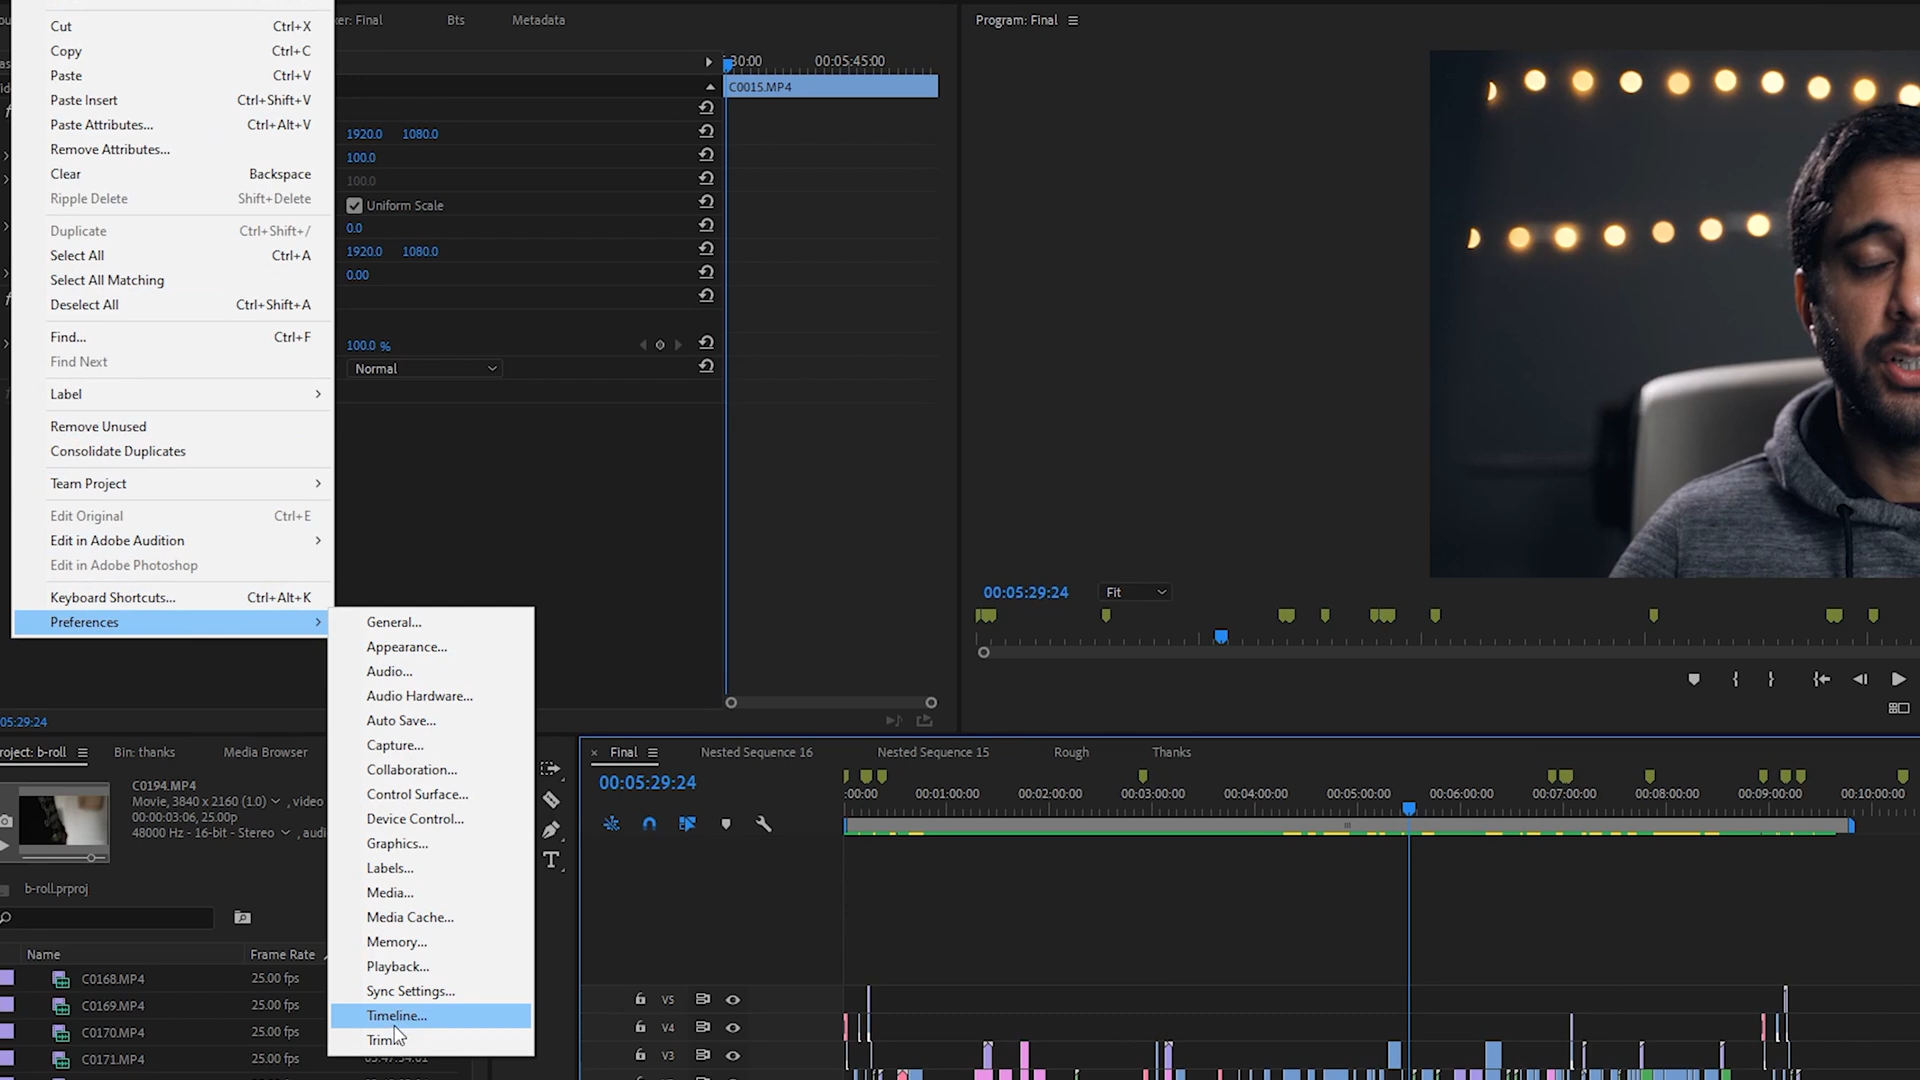 Cut Ctrl+X
Copy Ctrl+C
Paste Ctrl+V
Paste Insert Ctrl+Shift+V
Paste Attributes... Ctrl+Alt+V
Remove Attributes...
Clear Backspace
Ripple Delete Shift+Delete
Duplicate Ctrl+Shift+/
Select All Ctrl+A
Select All Matching
Deselect All Ctrl+Shift+A
Find... Ctrl+F
Find Next
Label
Remove Unused
Consolidate Duplicates
Team Project
Edit Original Ctrl+E
Edit in Adobe Audition
Edit in Adobe Photoshop
Keyboard Shortcuts... Ctrl+Alt+K
Preferences
General...
Appearance...
Audio...
Audio Hardware...
Auto Save...
Capture...
Collaboration...
Control Surface...
Device Control...
Graphics...
Labels...
Media...
Media Cache...
Memory...
Playback...
Sync Settings...
Timeline...
Trim
er: Final Bts Metadata
:30:00 00:05:45:00
C0015.MP4
1920.0 1080.0
100.0
100.0
Uniform Scale
0.0
1920.0 1080.0
0.00
100.0 %
Normal
Program: Final
00:05:29:24 Fit
05:29:24
roject: b-roll Bin: thanks Media Browser
C0194.MP4
Movie, 3840 x 2160 (1.0) , video
00:00:03:06, 25.00p
48000 Hz - 16-bit - Stereo , audi
b-roll.prproj
Name Frame Rate
C0168.MP4 25.00 fps
C0169.MP4 25.00 fps
C0170.MP4 25.00 fps
C0171.MP4 25.00 fps
× Final Nested Sequence 16 Nested Sequence 15 Rough Thanks
00:05:29:24
:00:00 00:01:00:00 00:02:00:00 00:03:00:00 00:04:00:00 00:05:00:00 00:06:00:00 00:07:00:00 00:08:00:00 00:09:00:00 00:10:00:00
V5
V4
V3